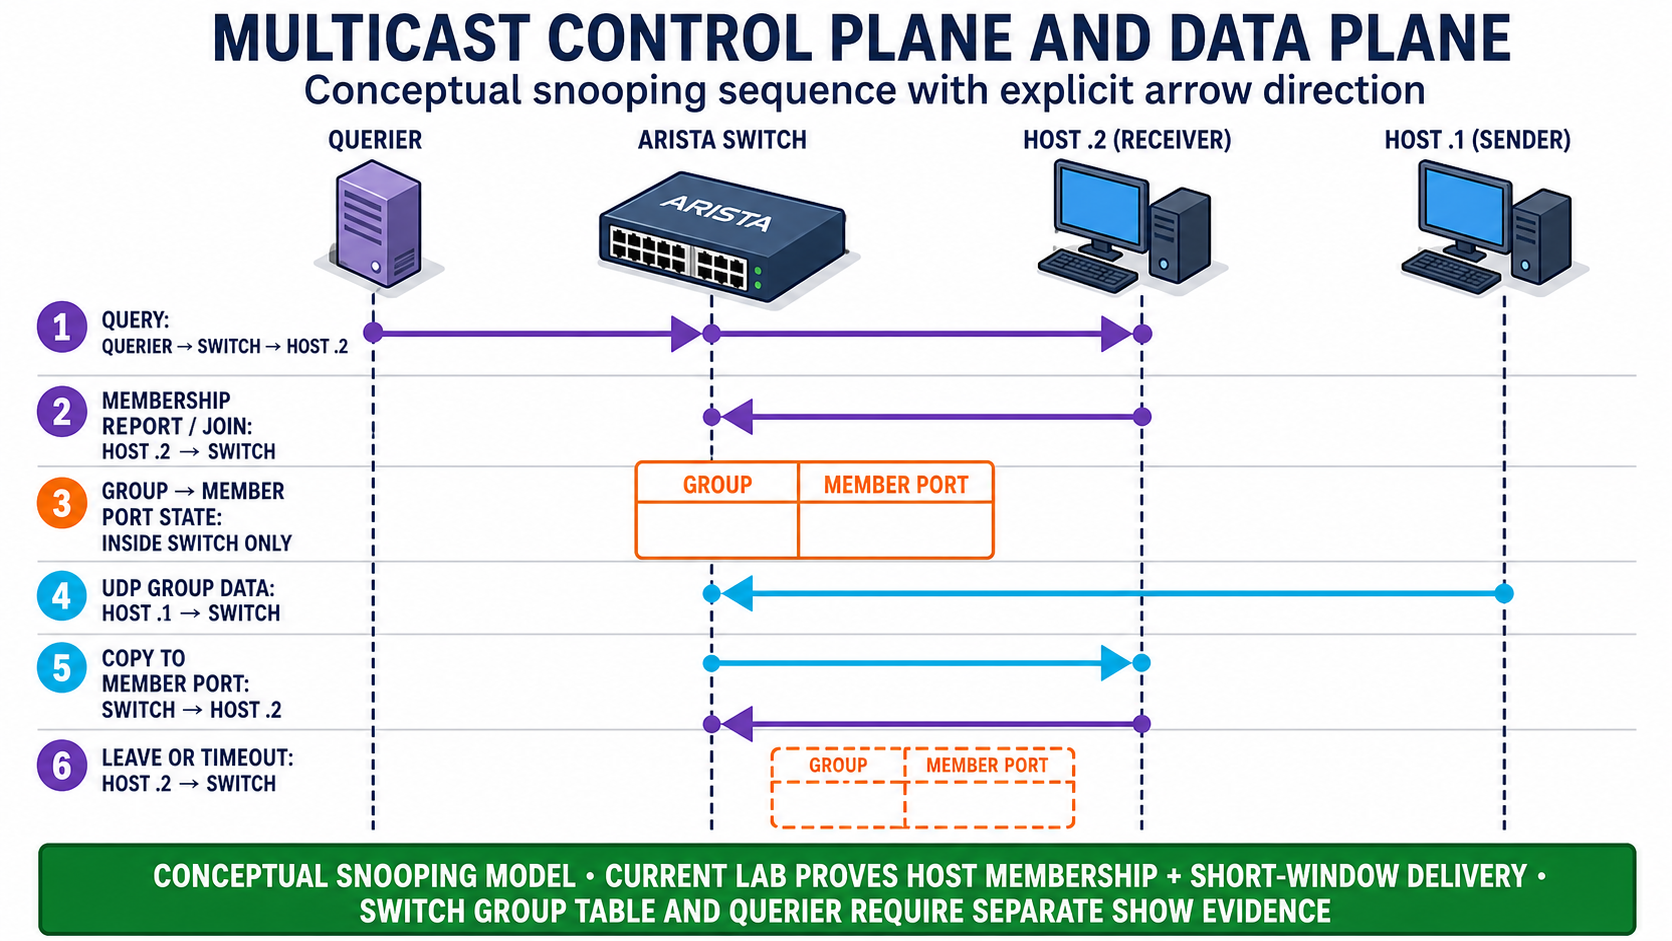 MULTICAST CONTROL PLANE AND DATA PLANE
Conceptual snooping sequence with explicit arrow direction
QUERIER
ARISTA SWITCH
HOST .2 (RECEIVER)
HOST .1 (SENDER)
ARISTA
1
QUERY:
QUERIER → SWITCH → HOST .2
2
MEMBERSHIP
REPORT / JOIN:
HOST .2 → SWITCH
3
GROUP → MEMBER
PORT STATE:
INSIDE SWITCH ONLY
GROUP
MEMBER PORT
4
UDP GROUP DATA:
HOST .1 → SWITCH
5
COPY TO
MEMBER PORT:
SWITCH → HOST .2
6
LEAVE OR TIMEOUT:
HOST .2 → SWITCH
GROUP
MEMBER PORT
CONCEPTUAL SNOOPING MODEL • CURRENT LAB PROVES HOST MEMBERSHIP + SHORT-WINDOW DELIVERY •
SWITCH GROUP TABLE AND QUERIER REQUIRE SEPARATE SHOW EVIDENCE